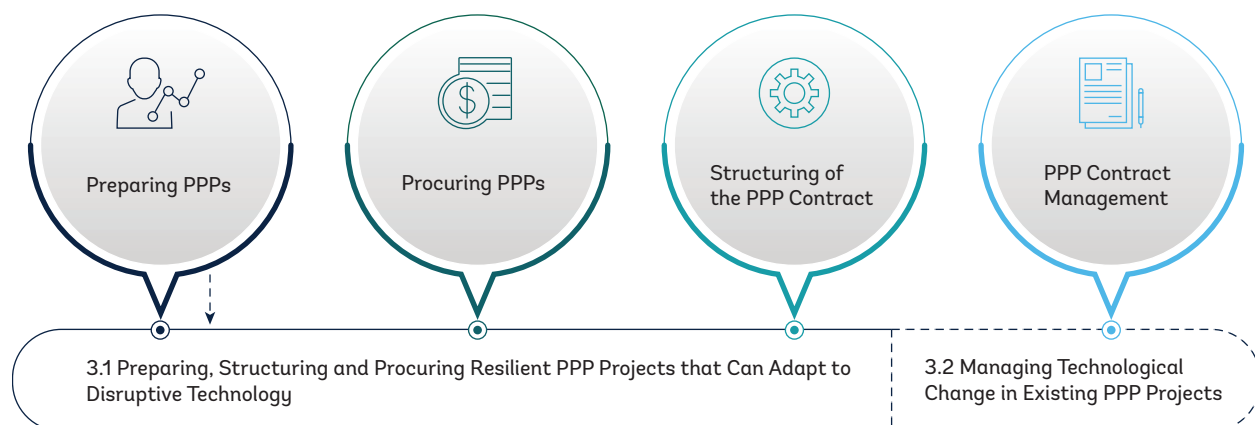 Preparing PPPs
Procuring PPPs
Structuring of
the PPP Contract
PPP Contract
Management
3.1 Preparing, Structuring and Procuring Resilient PPP Projects that Can Adapt to
Disruptive Technology
3.2 Managing Technological
Change in Existing PPP Projects